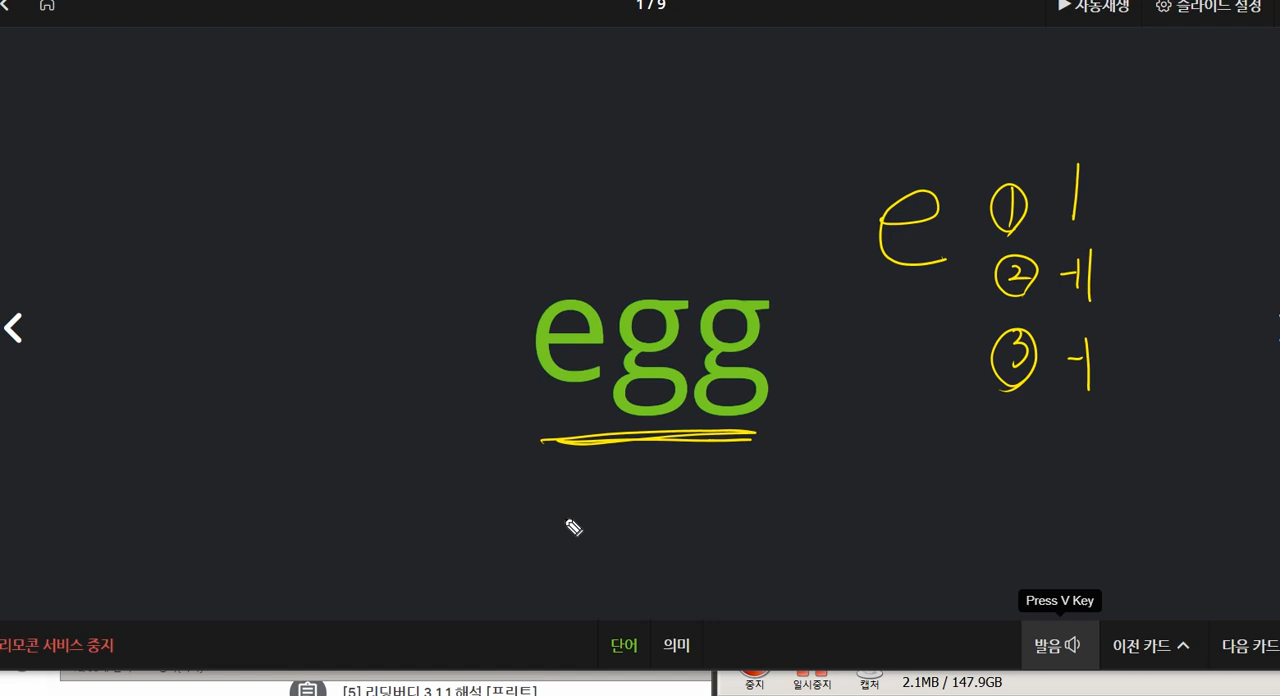 1 / 9
▶ 자동재생 슬라이드 설정
e ① ㅣ
② ㅔ
③ ㅓ
egg
Press V Key
리모콘 서비스 중지 단어 의미 발음 이전 카드 다음 카드
[5] 리딩버디 3 11 해설 [프린트]
중지 일시중지 캡처 2.1MB / 147.9GB